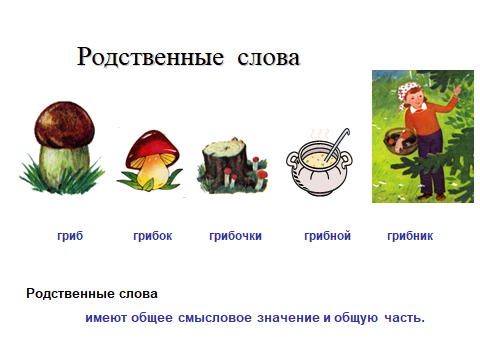 Родственные слова
гриб грибок грибочки грибной грибник
Родственные слова
имеют общее смысловое значение и общую часть.